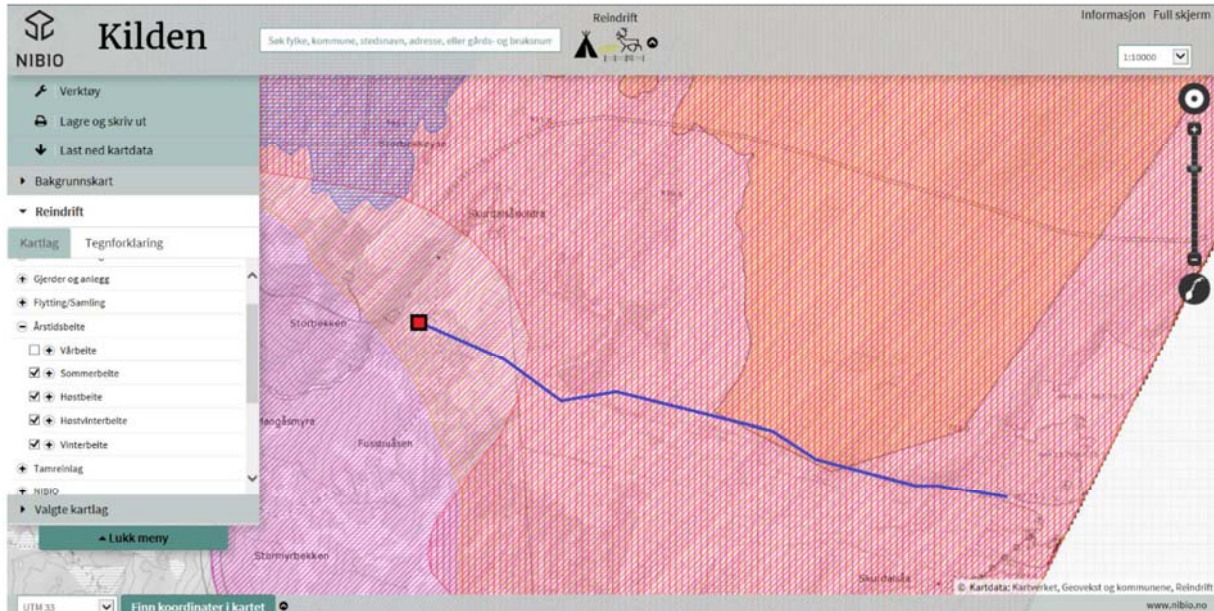 NIBIO
Kilden
Søk fylke, kommune, stedsnavn, adresse, eller gårds- og bruksnum
Reindrift
Informasjon Full skjerm
1:10000
Verktøy
Lagre og skriv ut
Last ned kartdata
Bakgrunnskart
Reindrift
Kartlag Tegnforklaring
Gjerder og anlegg
Flytting/Samling
Årstidsbeite
Vårbeite
Sommerbeite
Høstbeite
Høstvinterbeite
Vinterbeite
Tamreinlag
NIBIO
Valgte kartlag
Lukk meny
Storbekken
Fussbuåsen
Stormyrbekken
Skurdalsåa
© Kartdata: Kartverket, Geovekst og kommunene, Reindrift
UTM 33
Finn koordinater i kartet
www.nibio.no